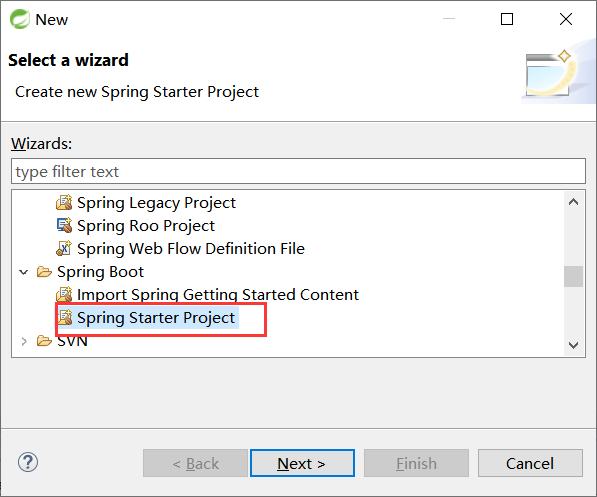 New
Select a wizard
Create new Spring Starter Project
Wizards:
type filter text
Spring Legacy Project
Spring Roo Project
Spring Web Flow Definition File
Spring Boot
Import Spring Getting Started Content
Spring Starter Project
SVN
?
< Back
Next >
Finish
Cancel